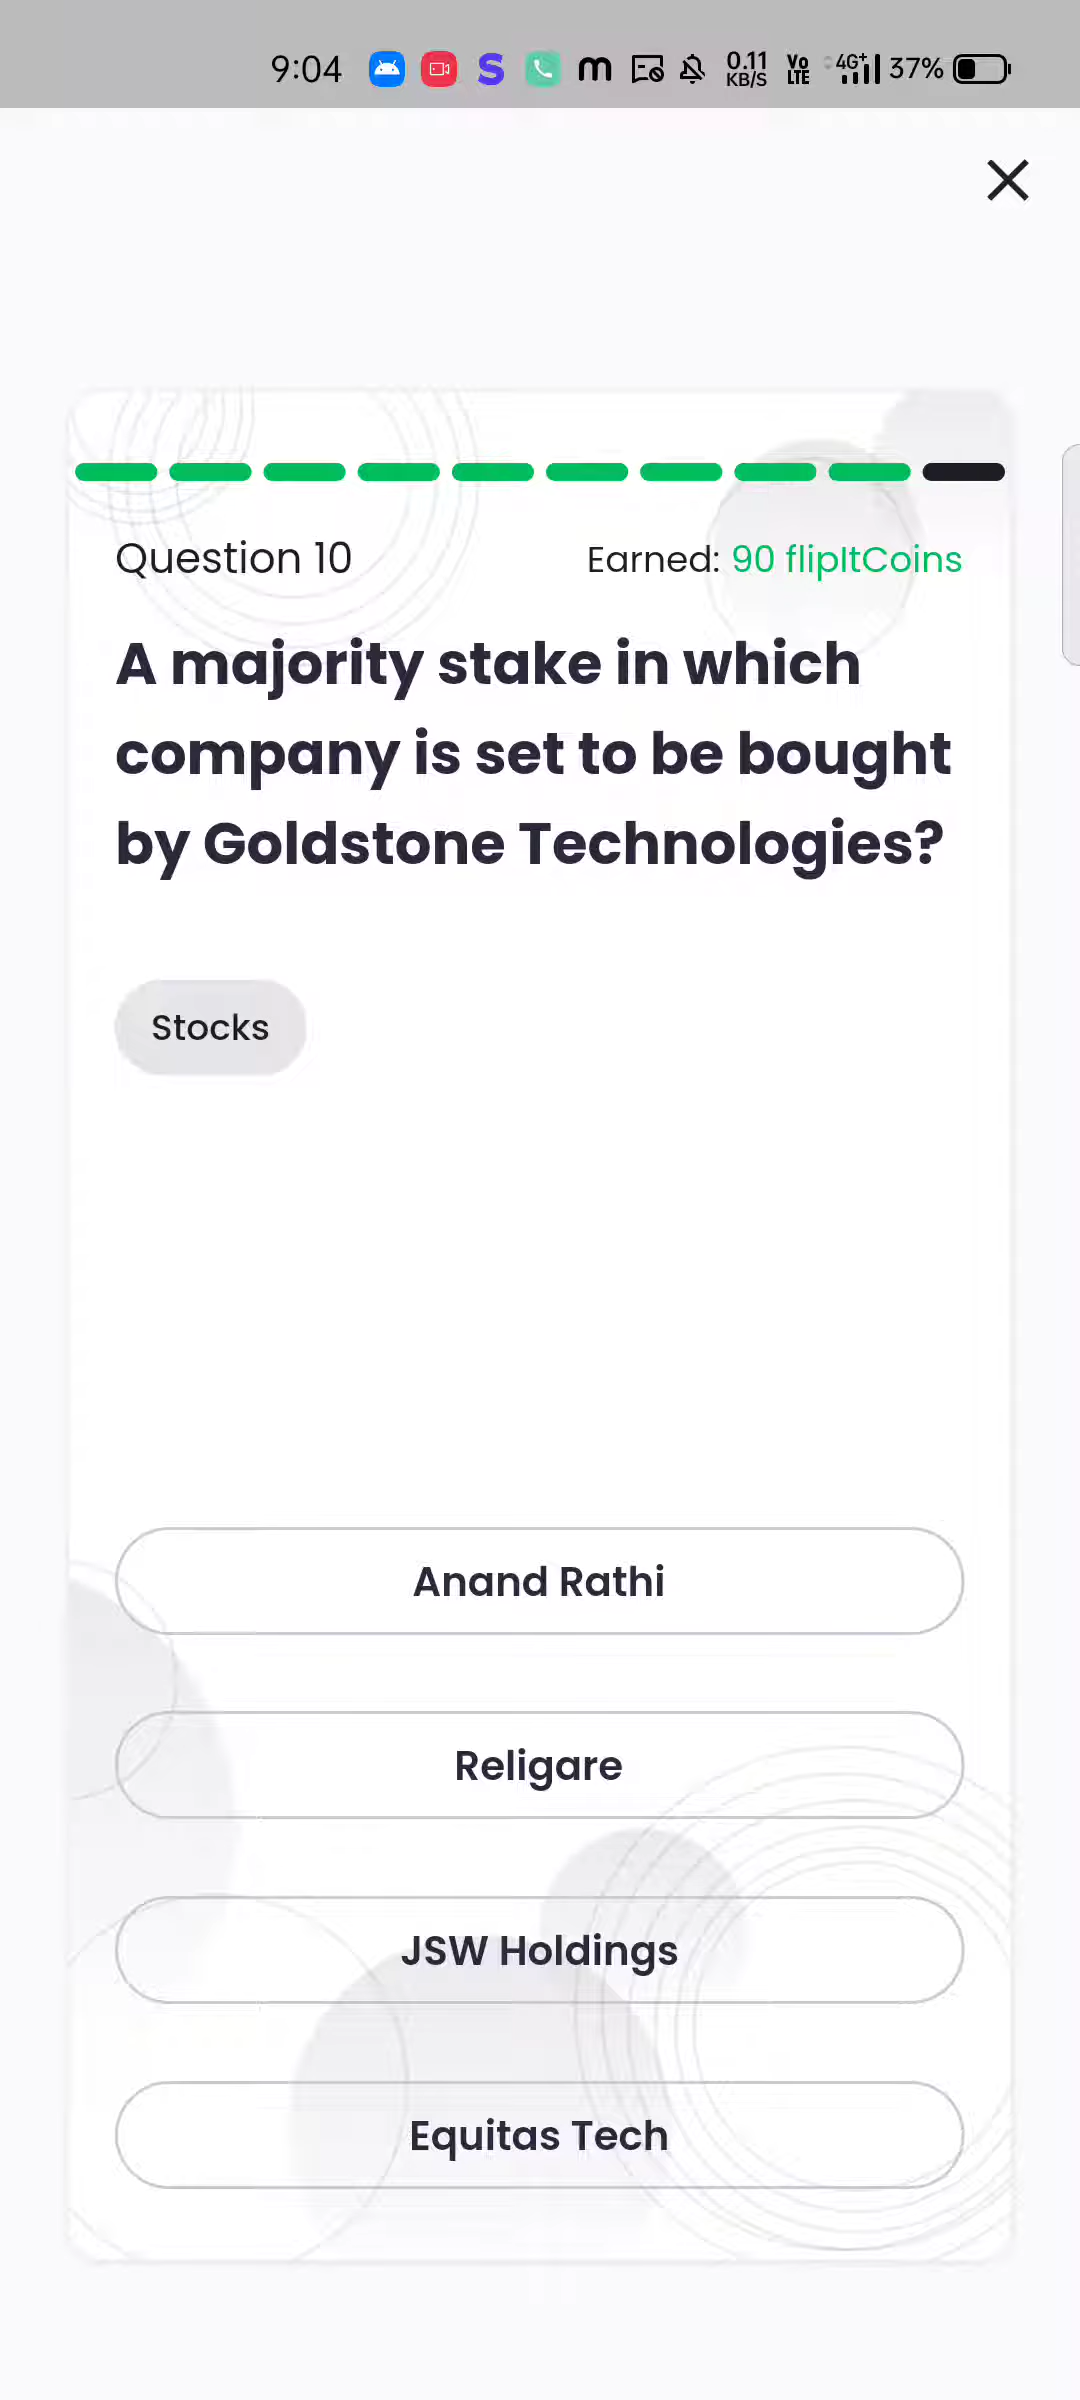 9:04 S m 0.11 KB/S Vo LTE 4G+ 37%
Question 10
Earned: 90 flipItCoins
A majority stake in which
company is set to be bought
by Goldstone Technologies?
Stocks
Anand Rathi
Religare
JSW Holdings
Equitas Tech